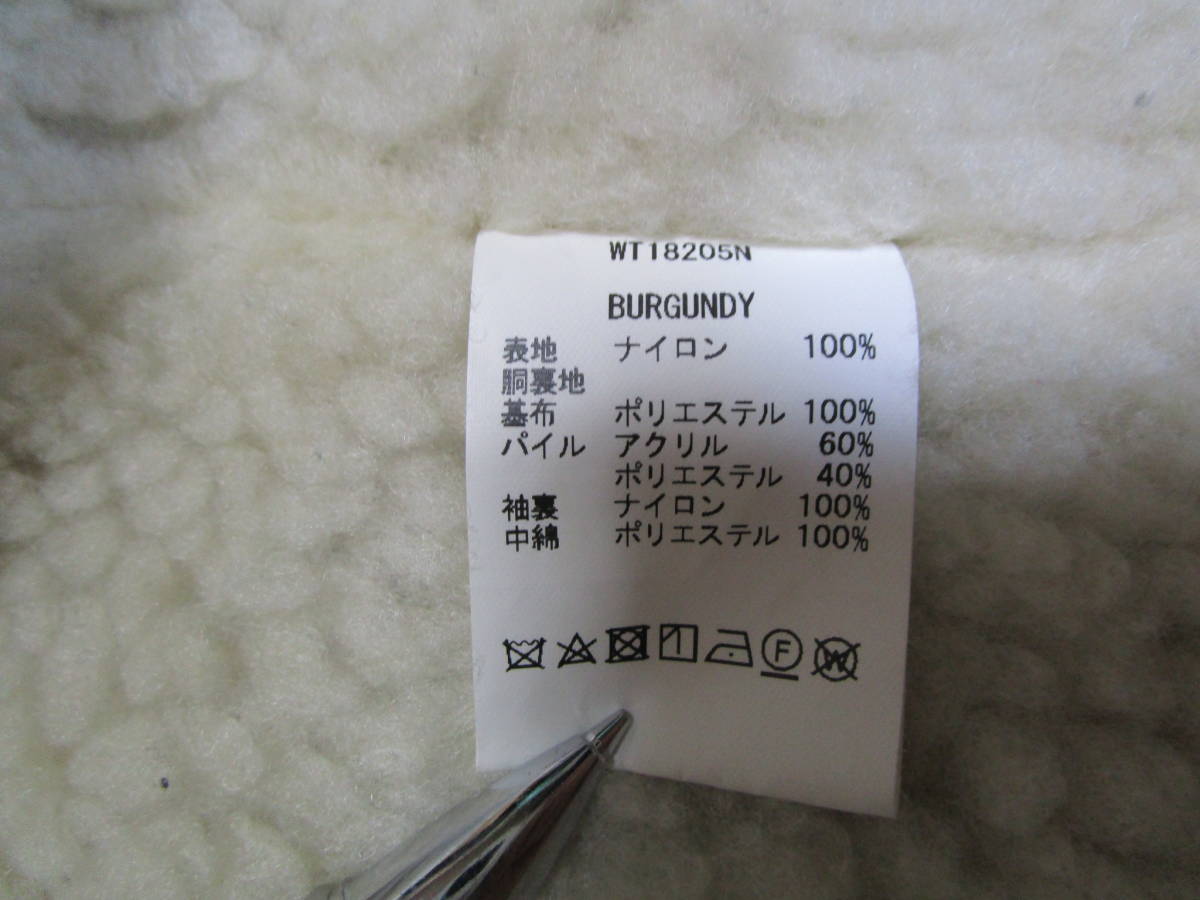 WT18205N
BURGUNDY
表地 ナイロン 100%
胴裏地
基布 ポリエステル 100%
パイル アクリル 60%
ポリエステル 40%
袖裏 ナイロン 100%
中綿 ポリエステル 100%
F W